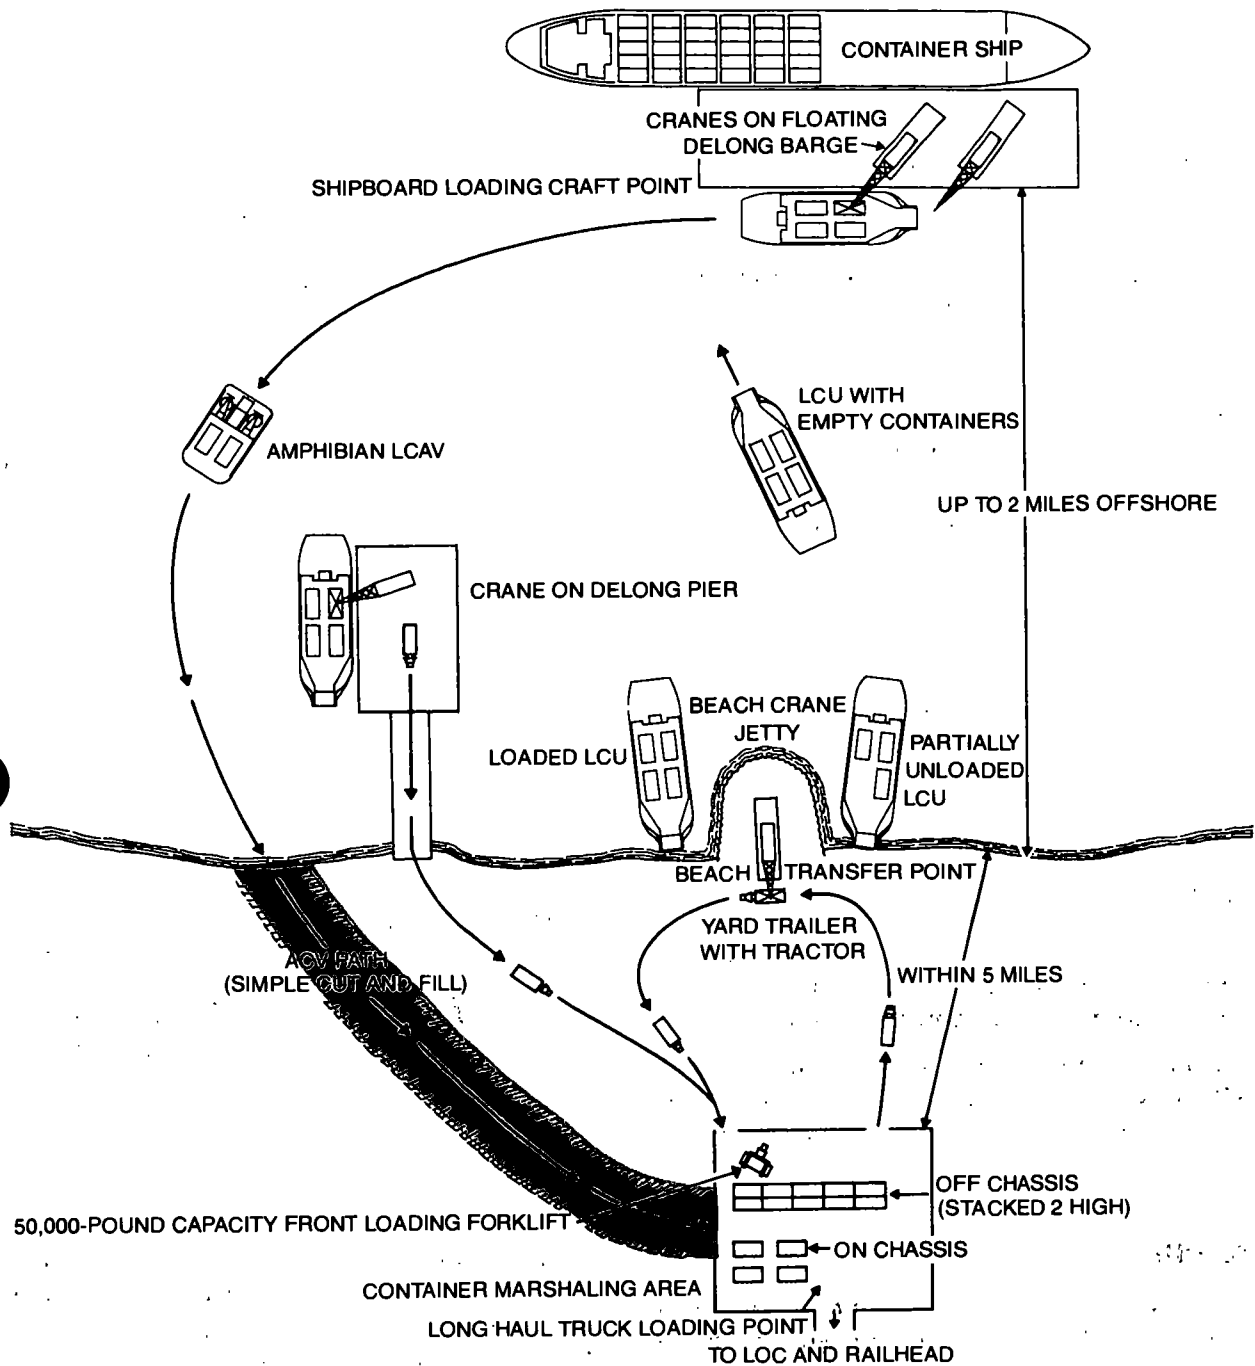 CONTAINER SHIP
CRANES ON FLOATING
DELONG BARGE
SHIPBOARD LOADING CRAFT POINT
LCU WITH
EMPTY CONTAINERS
AMPHIBIAN LCAV
UP TO 2 MILES OFFSHORE
CRANE ON DELONG PIER
BEACH CRANE
JETTY
LOADED LCU
PARTIALLY
UNLOADED
LCU
BEACH TRANSFER POINT
YARD TRAILER
WITH TRACTOR
ACV PATH
(SIMPLE CUT AND FILL)
WITHIN 5 MILES
OFF CHASSIS
(STACKED 2 HIGH)
50,000-POUND CAPACITY FRONT LOADING FORKLIFT
ON CHASSIS
CONTAINER MARSHALING AREA
LONG HAUL TRUCK LOADING POINT
TO LOC AND RAILHEAD